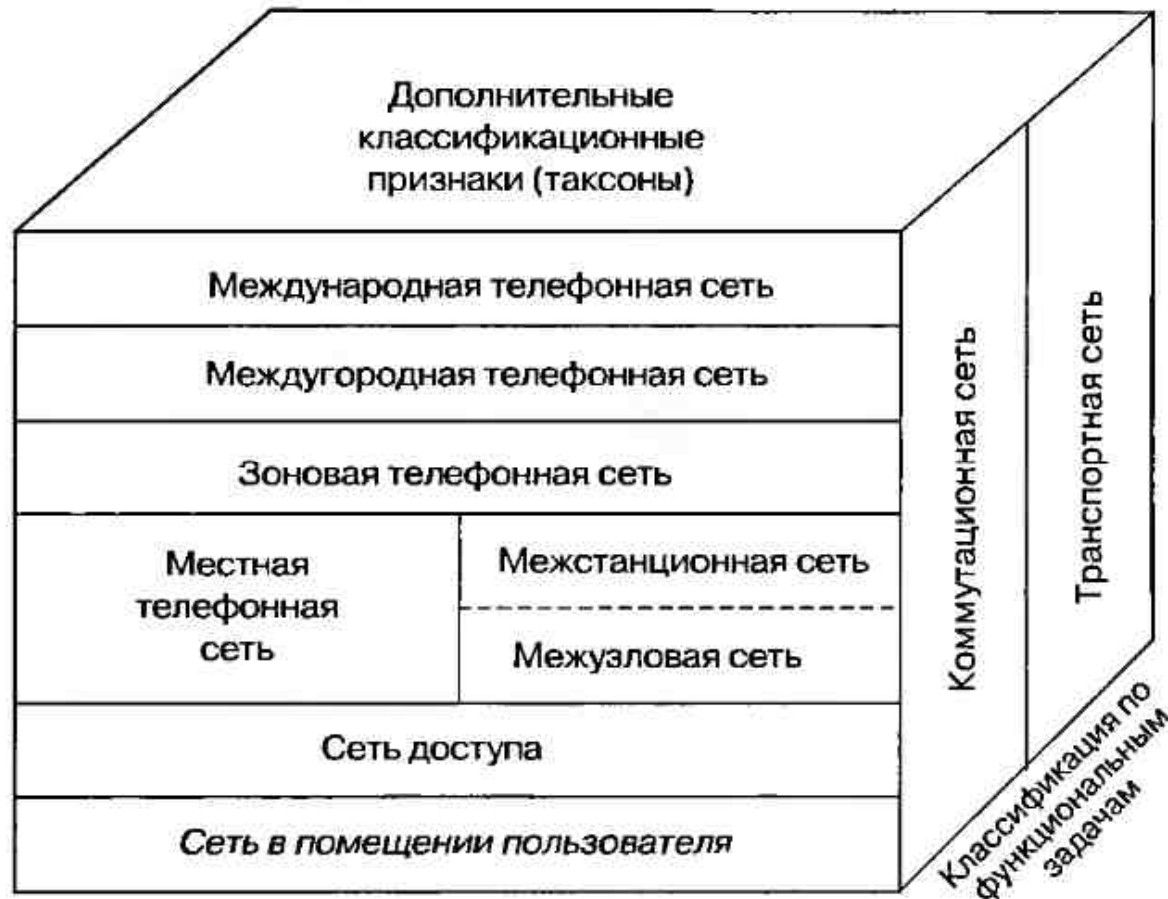 Дополнительные
классификационные
признаки (таксоны)
Международная телефонная сеть
Междугородная телефонная сеть
Зоновая телефонная сеть
Местная
телефонная
сеть
Межстанционная сеть
Межузловая сеть
Сеть доступа
Сеть в помещении пользователя
Коммутационная сеть
Транспортная сеть
Классификация по
функциональным
задачам